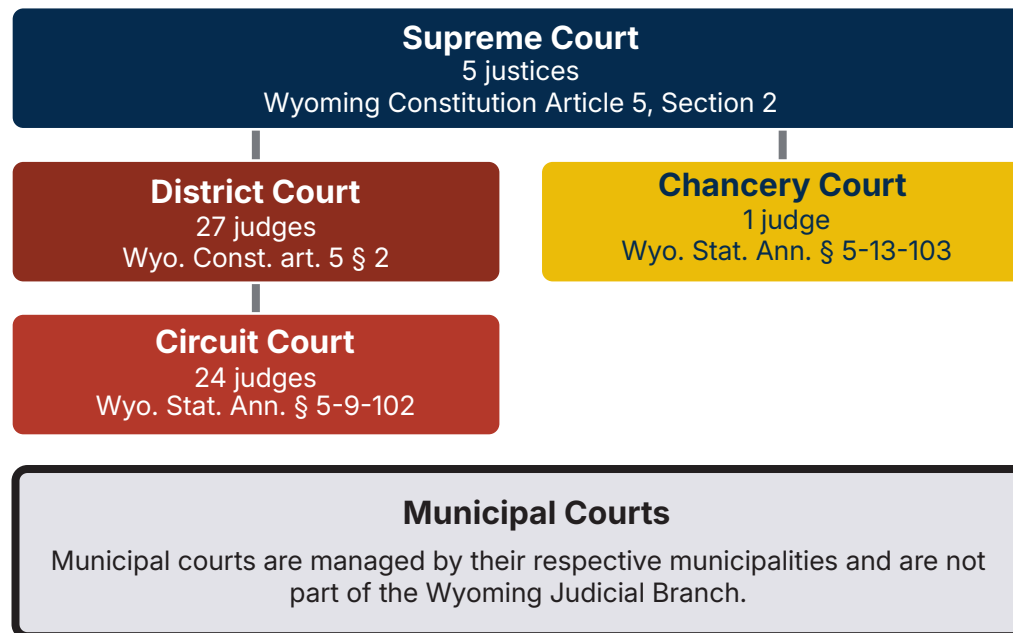 Supreme Court
5 justices
Wyoming Constitution Article 5, Section 2
District Court
27 judges
Wyo. Const. art. 5 § 2
Chancery Court
1 judge
Wyo. Stat. Ann. § 5-13-103
Circuit Court
24 judges
Wyo. Stat. Ann. § 5-9-102
Municipal Courts
Municipal courts are managed by their respective municipalities and are not
part of the Wyoming Judicial Branch.